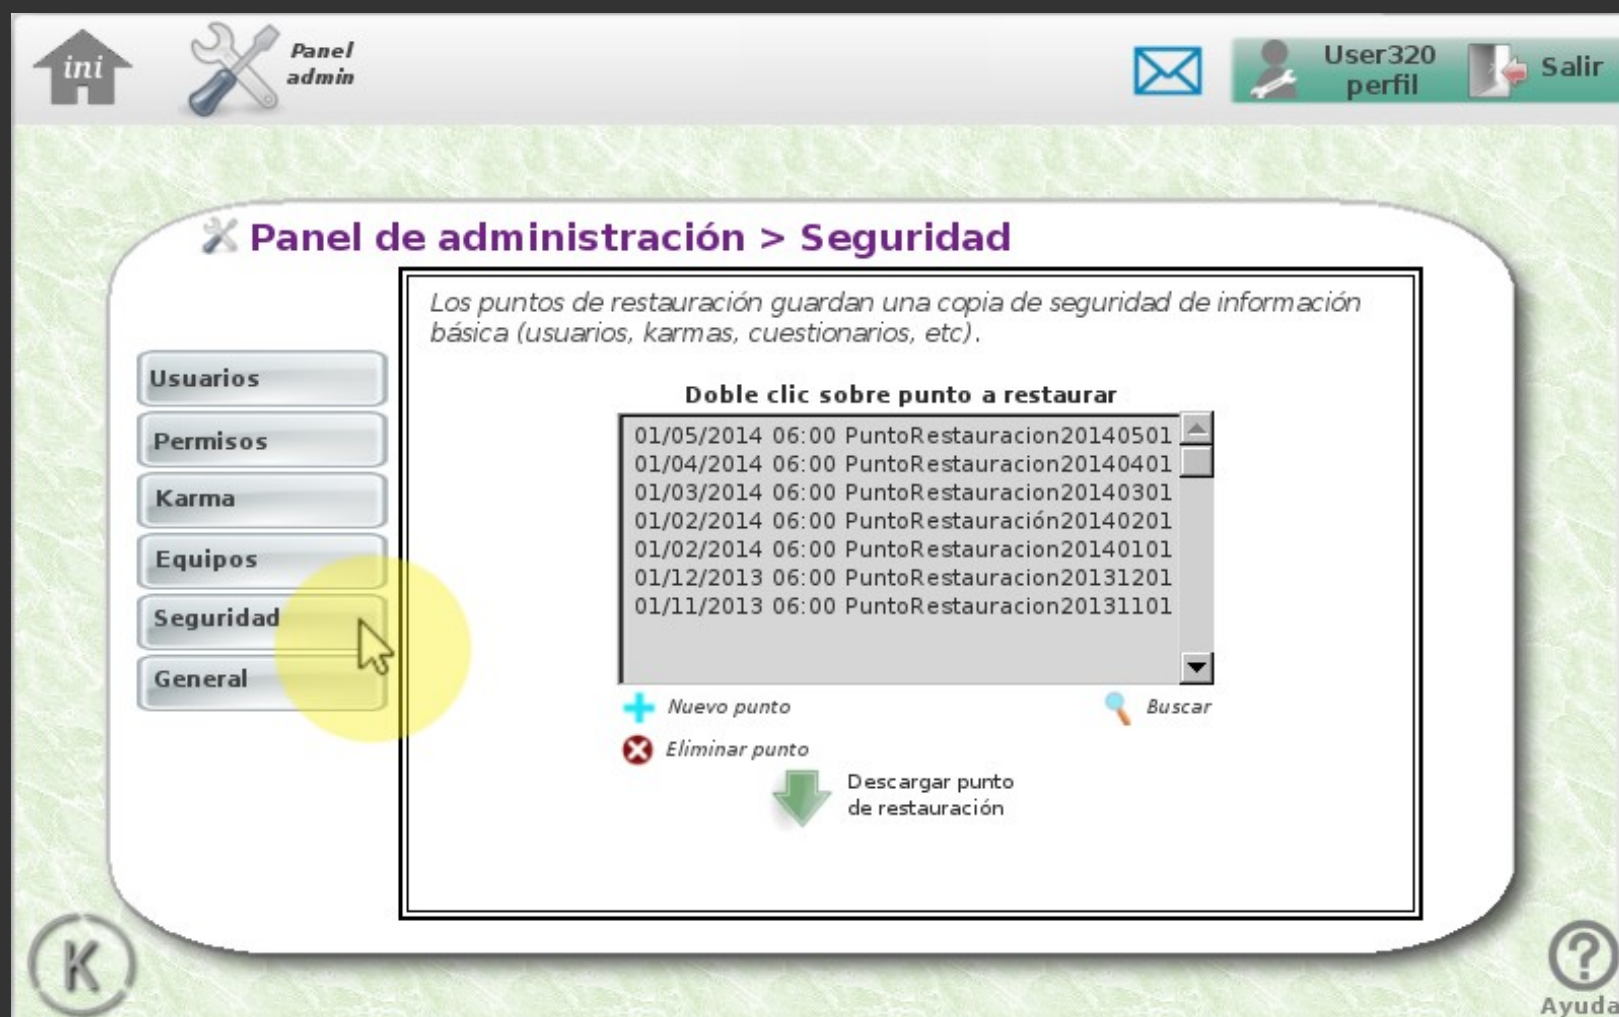 ini
Panel
admin
User320
perfil
Salir
Panel de administración > Seguridad
Los puntos de restauración guardan una copia de seguridad de información
básica (usuarios, karmas, cuestionarios, etc).
Usuarios
Permisos
Karma
Equipos
Seguridad
General
Doble clic sobre punto a restaurar
01/05/2014 06:00 PuntoRestauracion20140501
01/04/2014 06:00 PuntoRestauracion20140401
01/03/2014 06:00 PuntoRestauracion20140301
01/02/2014 06:00 PuntoRestauración20140201
01/02/2014 06:00 PuntoRestauracion20140101
01/12/2013 06:00 PuntoRestauracion20131201
01/11/2013 06:00 PuntoRestauracion20131101
Nuevo punto
Buscar
Eliminar punto
Descargar punto
de restauración
K
?
Ayuda